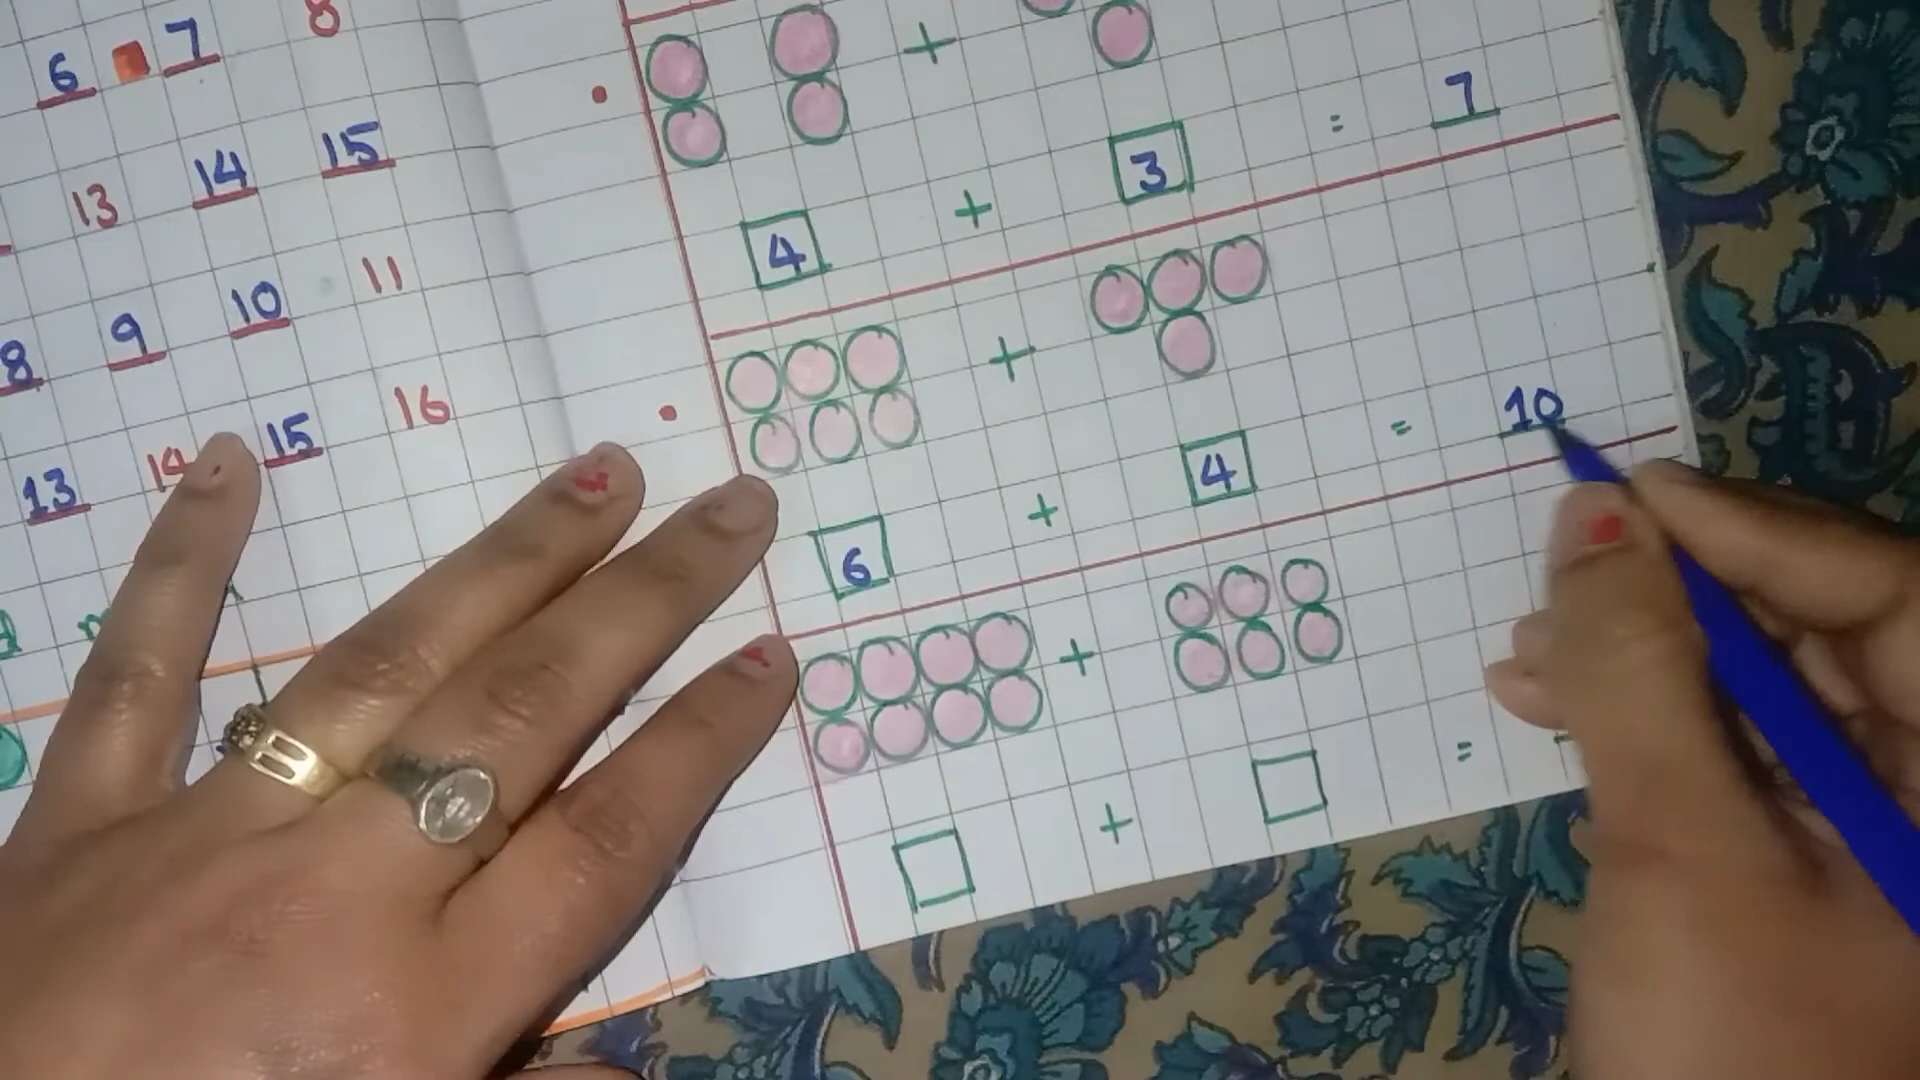 6 7 8
13 14 15
8 9 10 11
13 14 15 16
+
4 + 3 = 7
+
6 + 4 = 10
+
+ =